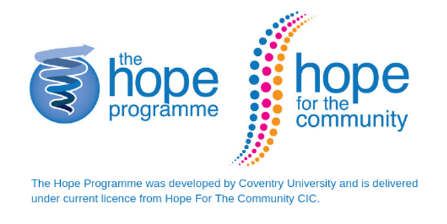 the
hope
programme
hope
for the
community
The Hope Programme was developed by Coventry University and is delivered
under current licence from Hope For The Community CIC.